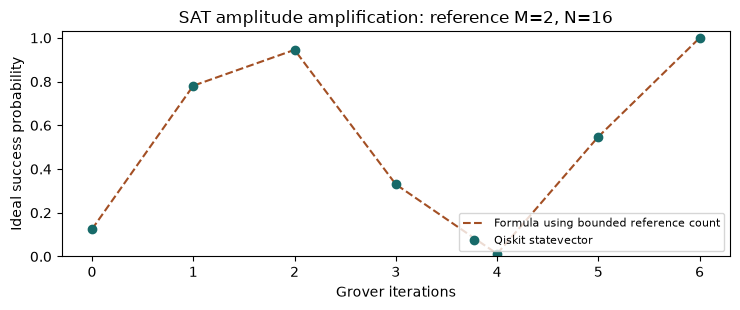 SAT amplitude amplification: reference M=2, N=16
Ideal success probability
1.0
0.8
0.6
0.4
0.2
0.0
Formula using bounded reference count
Qiskit statevector
0 1 2 3 4 5 6
Grover iterations